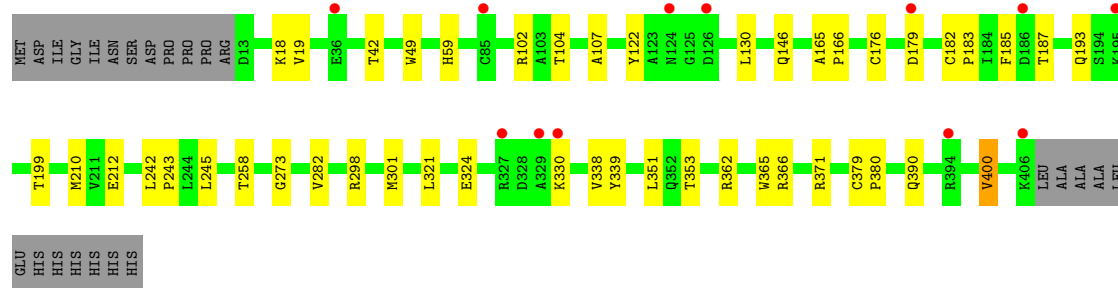 MET ASP ILE GLY ILE ASN SER ASP PRO PRO PRO ARG D13 K18 V19 E36 T42 W49 H59 C85 R102 A103 T104 A107 Y122 A123 N124 G125 D126 L130 Q146 A165 P166 C176 D179 C182 P183 I184 F185 D186 T187 Q193 S194 K195
T199 M210 V211 E212 L242 P243 L244 L245 T258 G273 V282 R298 M301 L321 E324 R327 D328 A329 K330 V338 Y339 L351 Q352 T353 R362 W365 R366 R371 C379 P380 Q390 R394 V400 K406 LEU ALA ALA ALA LEU
GLU HIS HIS HIS HIS HIS HIS